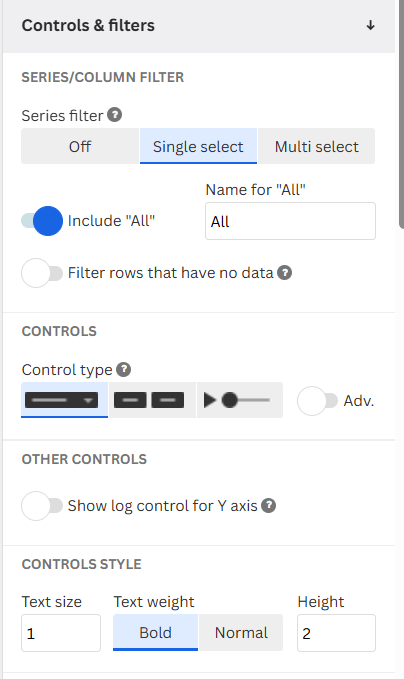 Controls & filters
SERIES/COLUMN FILTER
Series filter ?
Off Single select Multi select
Name for "All"
Include "All" All
Filter rows that have no data ?
CONTROLS
Control type ?
Adv.
OTHER CONTROLS
Show log control for Y axis ?
CONTROLS STYLE
Text size Text weight Height
1 Bold Normal 2